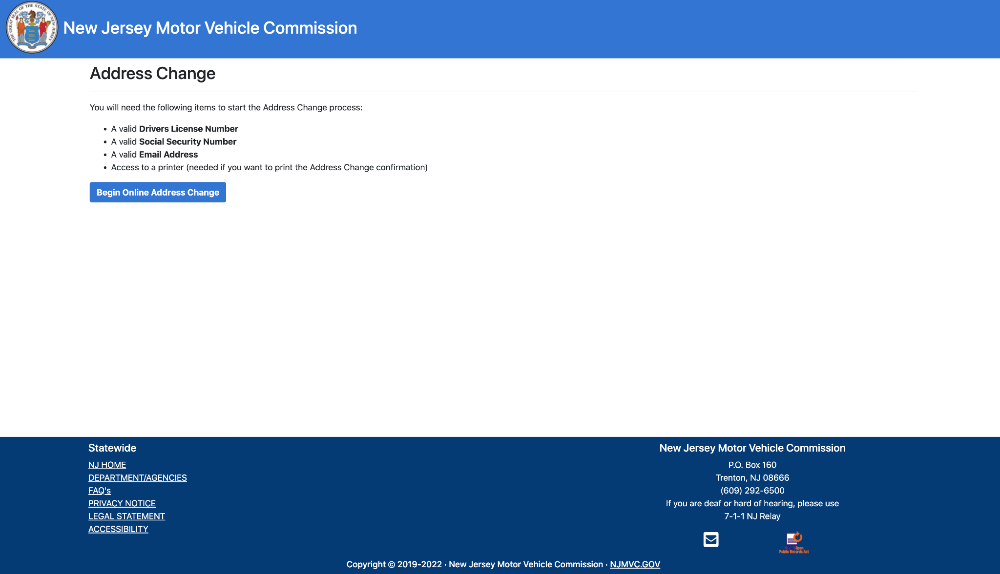 THE GREAT SEAL OF THE STATE OF NEW JERSEY
New Jersey Motor Vehicle Commission
Address Change
You will need the following items to start the Address Change process:
• A valid Drivers License Number
• A valid Social Security Number
• A valid Email Address
• Access to a printer (needed if you want to print the Address Change confirmation)
Begin Online Address Change
Statewide
NJ HOME
DEPARTMENT/AGENCIES
FAQ's
PRIVACY NOTICE
LEGAL STATEMENT
ACCESSIBILITY
New Jersey Motor Vehicle Commission
P.O. Box 160
Trenton, NJ 08666
(609) 292-6500
If you are deaf or hard of hearing, please use
7-1-1 NJ Relay
Open
Public Records Act
Copyright © 2019-2022 · New Jersey Motor Vehicle Commission · NJMVC.GOV